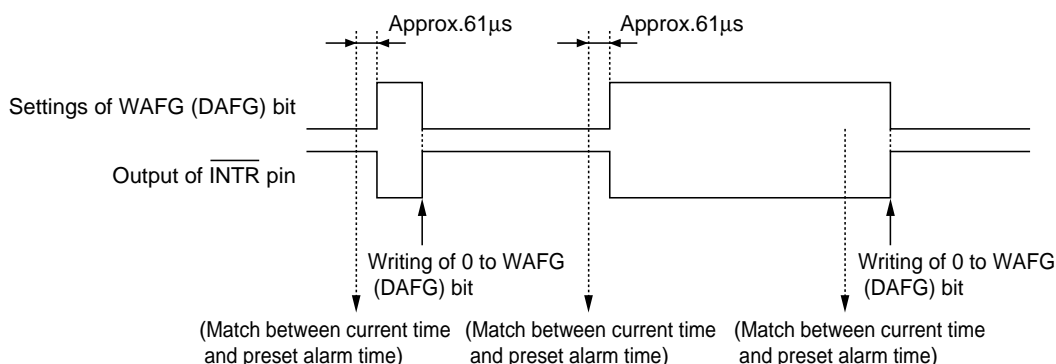 Approx.61μs
Approx.61μs
Settings of WAFG (DAFG) bit
Output of INTR pin
Writing of 0 to WAFG
(DAFG) bit
Writing of 0 to WAFG
(DAFG) bit
(Match between current time
and preset alarm time)
(Match between current time
and preset alarm time)
(Match between current time
and preset alarm time)